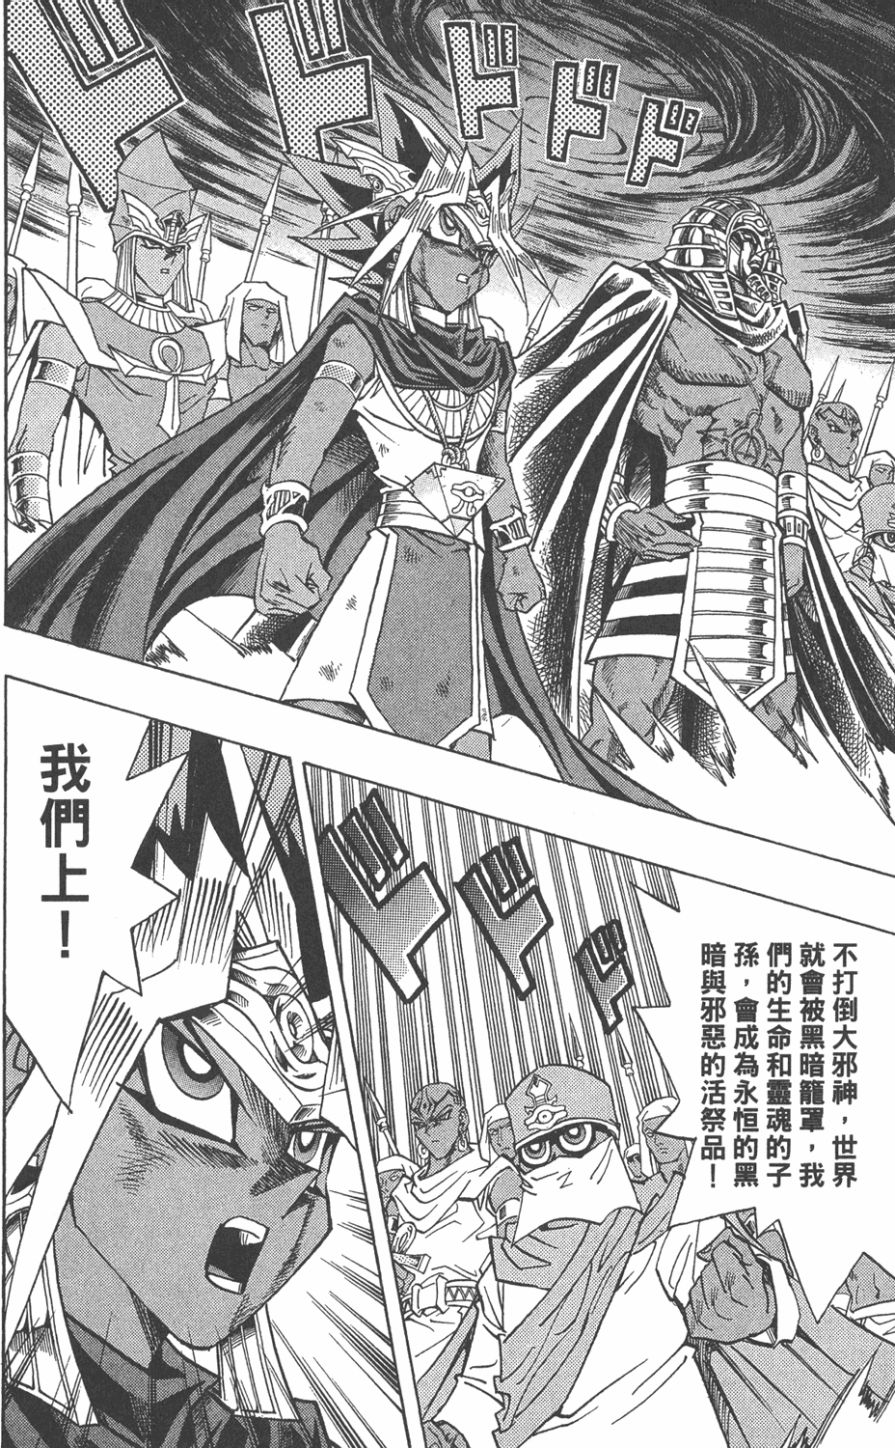 ド
ド
ド
ド
ド
不打倒大邪神，世界
就會被黑暗籠罩，我
們的生命和靈魂的子
孫，會成為永恒的黑
暗與邪惡的活祭品！
ド
ド
ド
我們上！